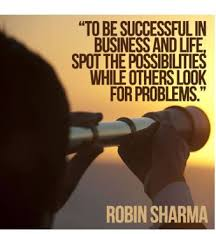 “TO BE SUCCESSFUL IN
BUSINESS AND LIFE,
SPOT THE POSSIBILITIES
WHILE OTHERS LOOK
FOR PROBLEMS.”
ROBIN SHARMA